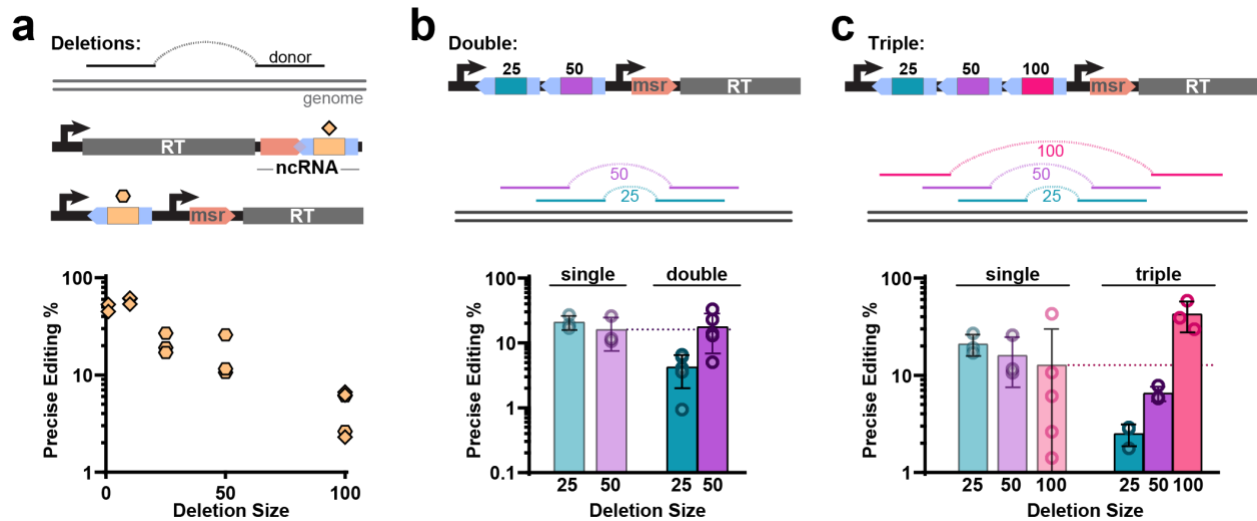 a
Deletions:
donor
genome
RT
ncRNA
msr
RT
100
10
1
Precise Editing %
0
50
100
Deletion Size
b
Double:
25
50
msr
RT
50
25
single
double
100
10
1
0.1
Precise Editing %
25
50
25
50
Deletion Size
c
Triple:
25
50
100
msr
RT
100
50
25
single
triple
100
10
1
Precise Editing %
25
50
100
25
50
100
Deletion Size